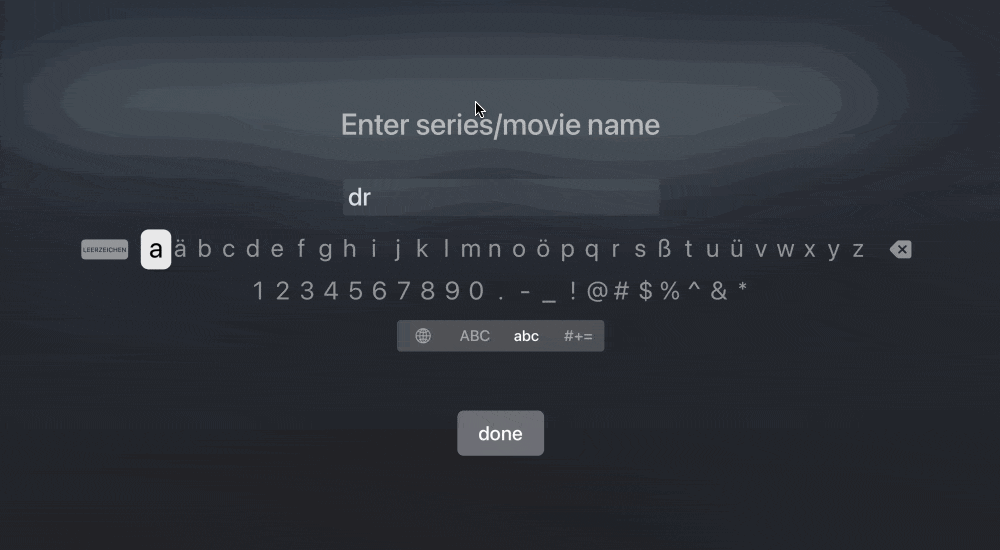 Enter series/movie name
dr
LEERZEICHEN a ä b c d e f g h i j k l m n o ö p q r s ß t u ü v w x y z
1 2 3 4 5 6 7 8 9 0 . - _ ! @ # $ % ^ & *
ABC abc #+=
done